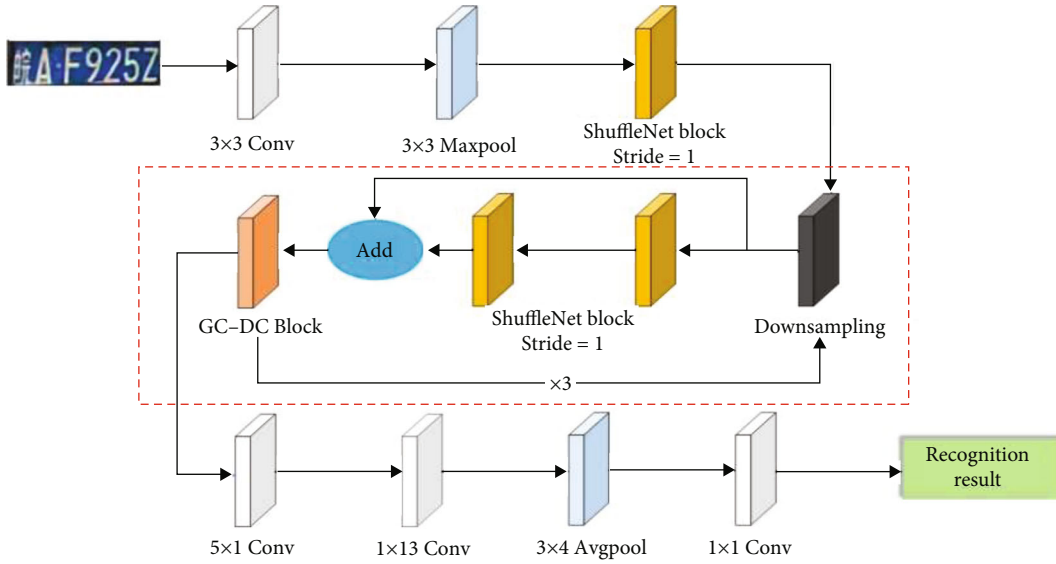 皖A·F925Z
3×3 Conv
3×3 Maxpool
ShuffleNet block
Stride = 1
Add
GC–DC Block
ShuffleNet block
Stride = 1
Downsampling
×3
5×1 Conv
1×13 Conv
3×4 Avgpool
1×1 Conv
Recognition
result